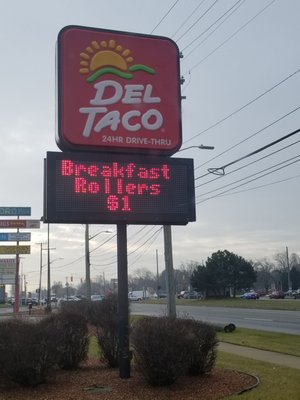 DEL
TACO
24HR DRIVE-THRU
Breakfast
Rollers
$1